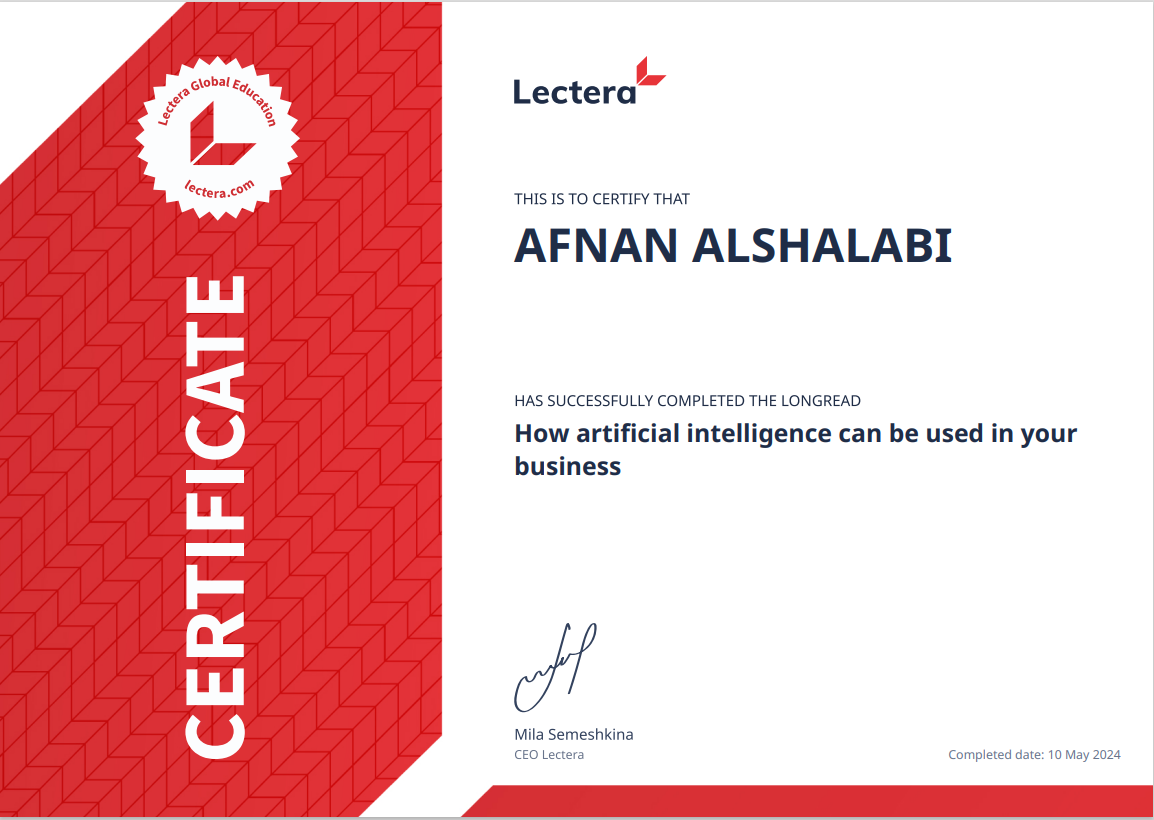 Lectera Global Education
lectera.com
CERTIFICATE
Lectera
THIS IS TO CERTIFY THAT
AFNAN ALSHALABI
HAS SUCCESSFULLY COMPLETED THE LONGREAD
How artificial intelligence can be used in your
business
Mila Semeshkina
CEO Lectera
Completed date: 10 May 2024